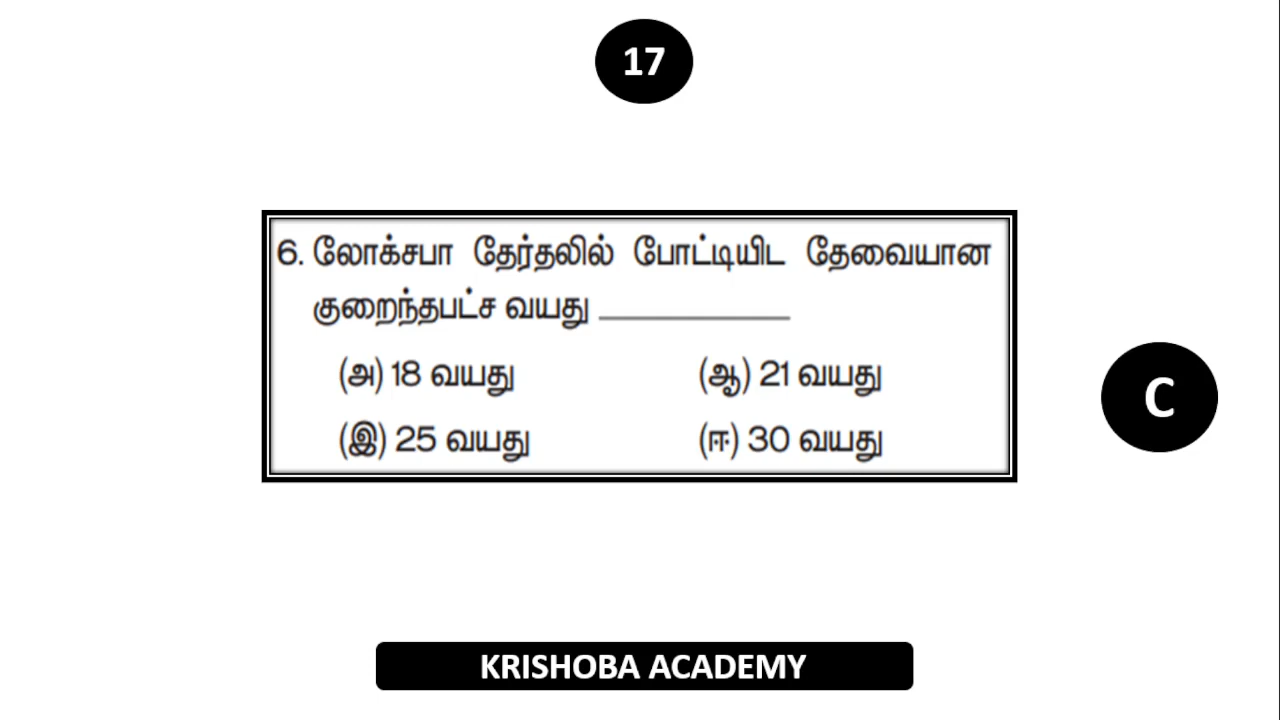 17
6. லோக்சபா தேர்தலில் போட்டியிட தேவையான
குறைந்தபட்ச வயது ____________
(அ) 18 வயது (ஆ) 21 வயது
(இ) 25 வயது (ஈ) 30 வயது
C
KRISHOBA ACADEMY